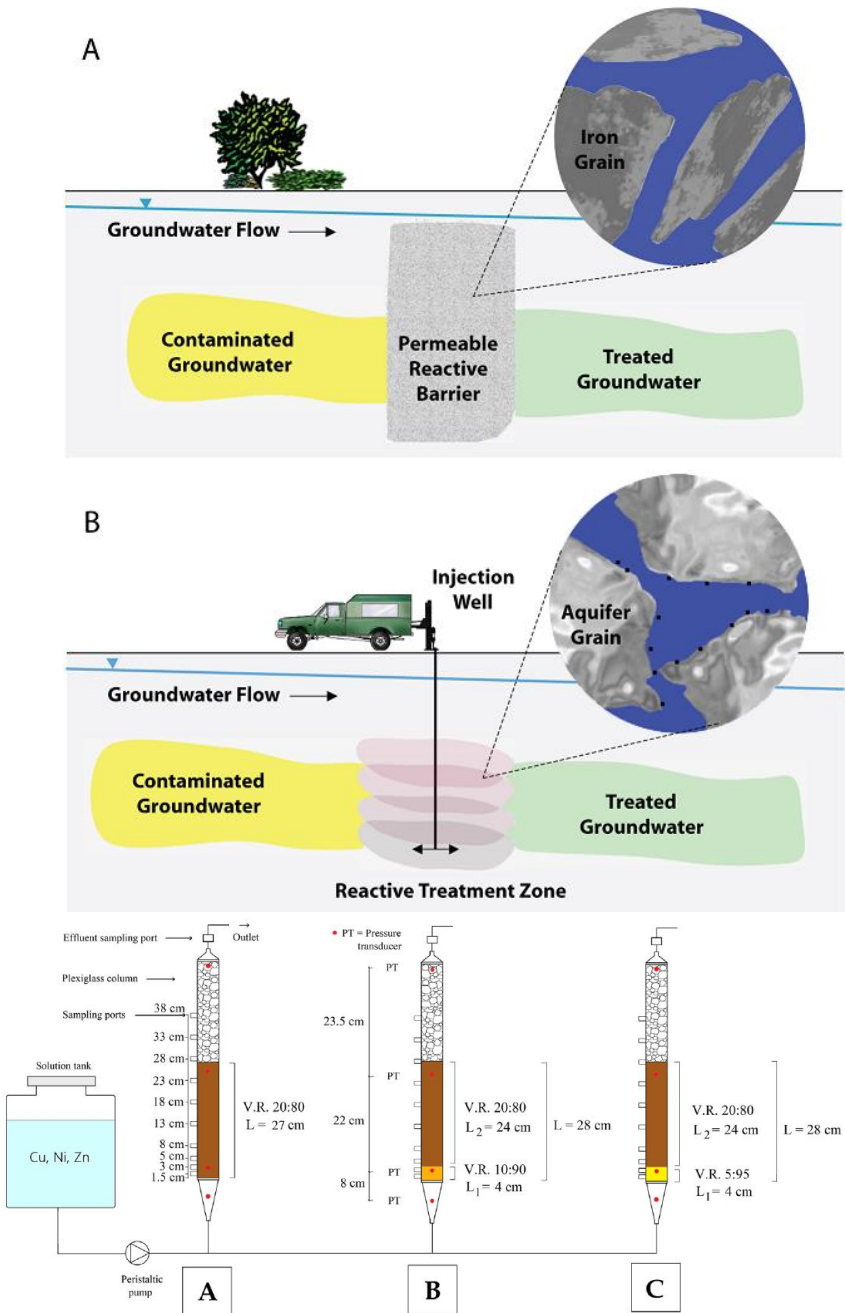 A
Iron
Grain
Groundwater Flow
Contaminated
Groundwater
Permeable
Reactive
Barrier
Treated
Groundwater
B
Injection
Well
Aquifer
Grain
Groundwater Flow
Contaminated
Groundwater
Treated
Groundwater
Reactive Treatment Zone
Effluent sampling port
Outlet
Plexiglass column
Sampling ports
38 cm
33 cm
28 cm
23 cm
18 cm
13 cm
8 cm
5 cm
3 cm
1.5cm
V.R. 20:80
L = 27 cm
Solution tank
Cu, Ni, Zn
Peristaltic
pump
A
PT = Pressure
transducer
PT
23.5 cm
PT
22 cm
PT
8 cm
PT
V.R. 20:80
L2 = 24 cm
L = 28 cm
V.R. 10:90
L1 = 4 cm
B
V.R. 20:80
L2 = 24 cm
L = 28 cm
V.R. 5:95
L1 = 4 cm
C